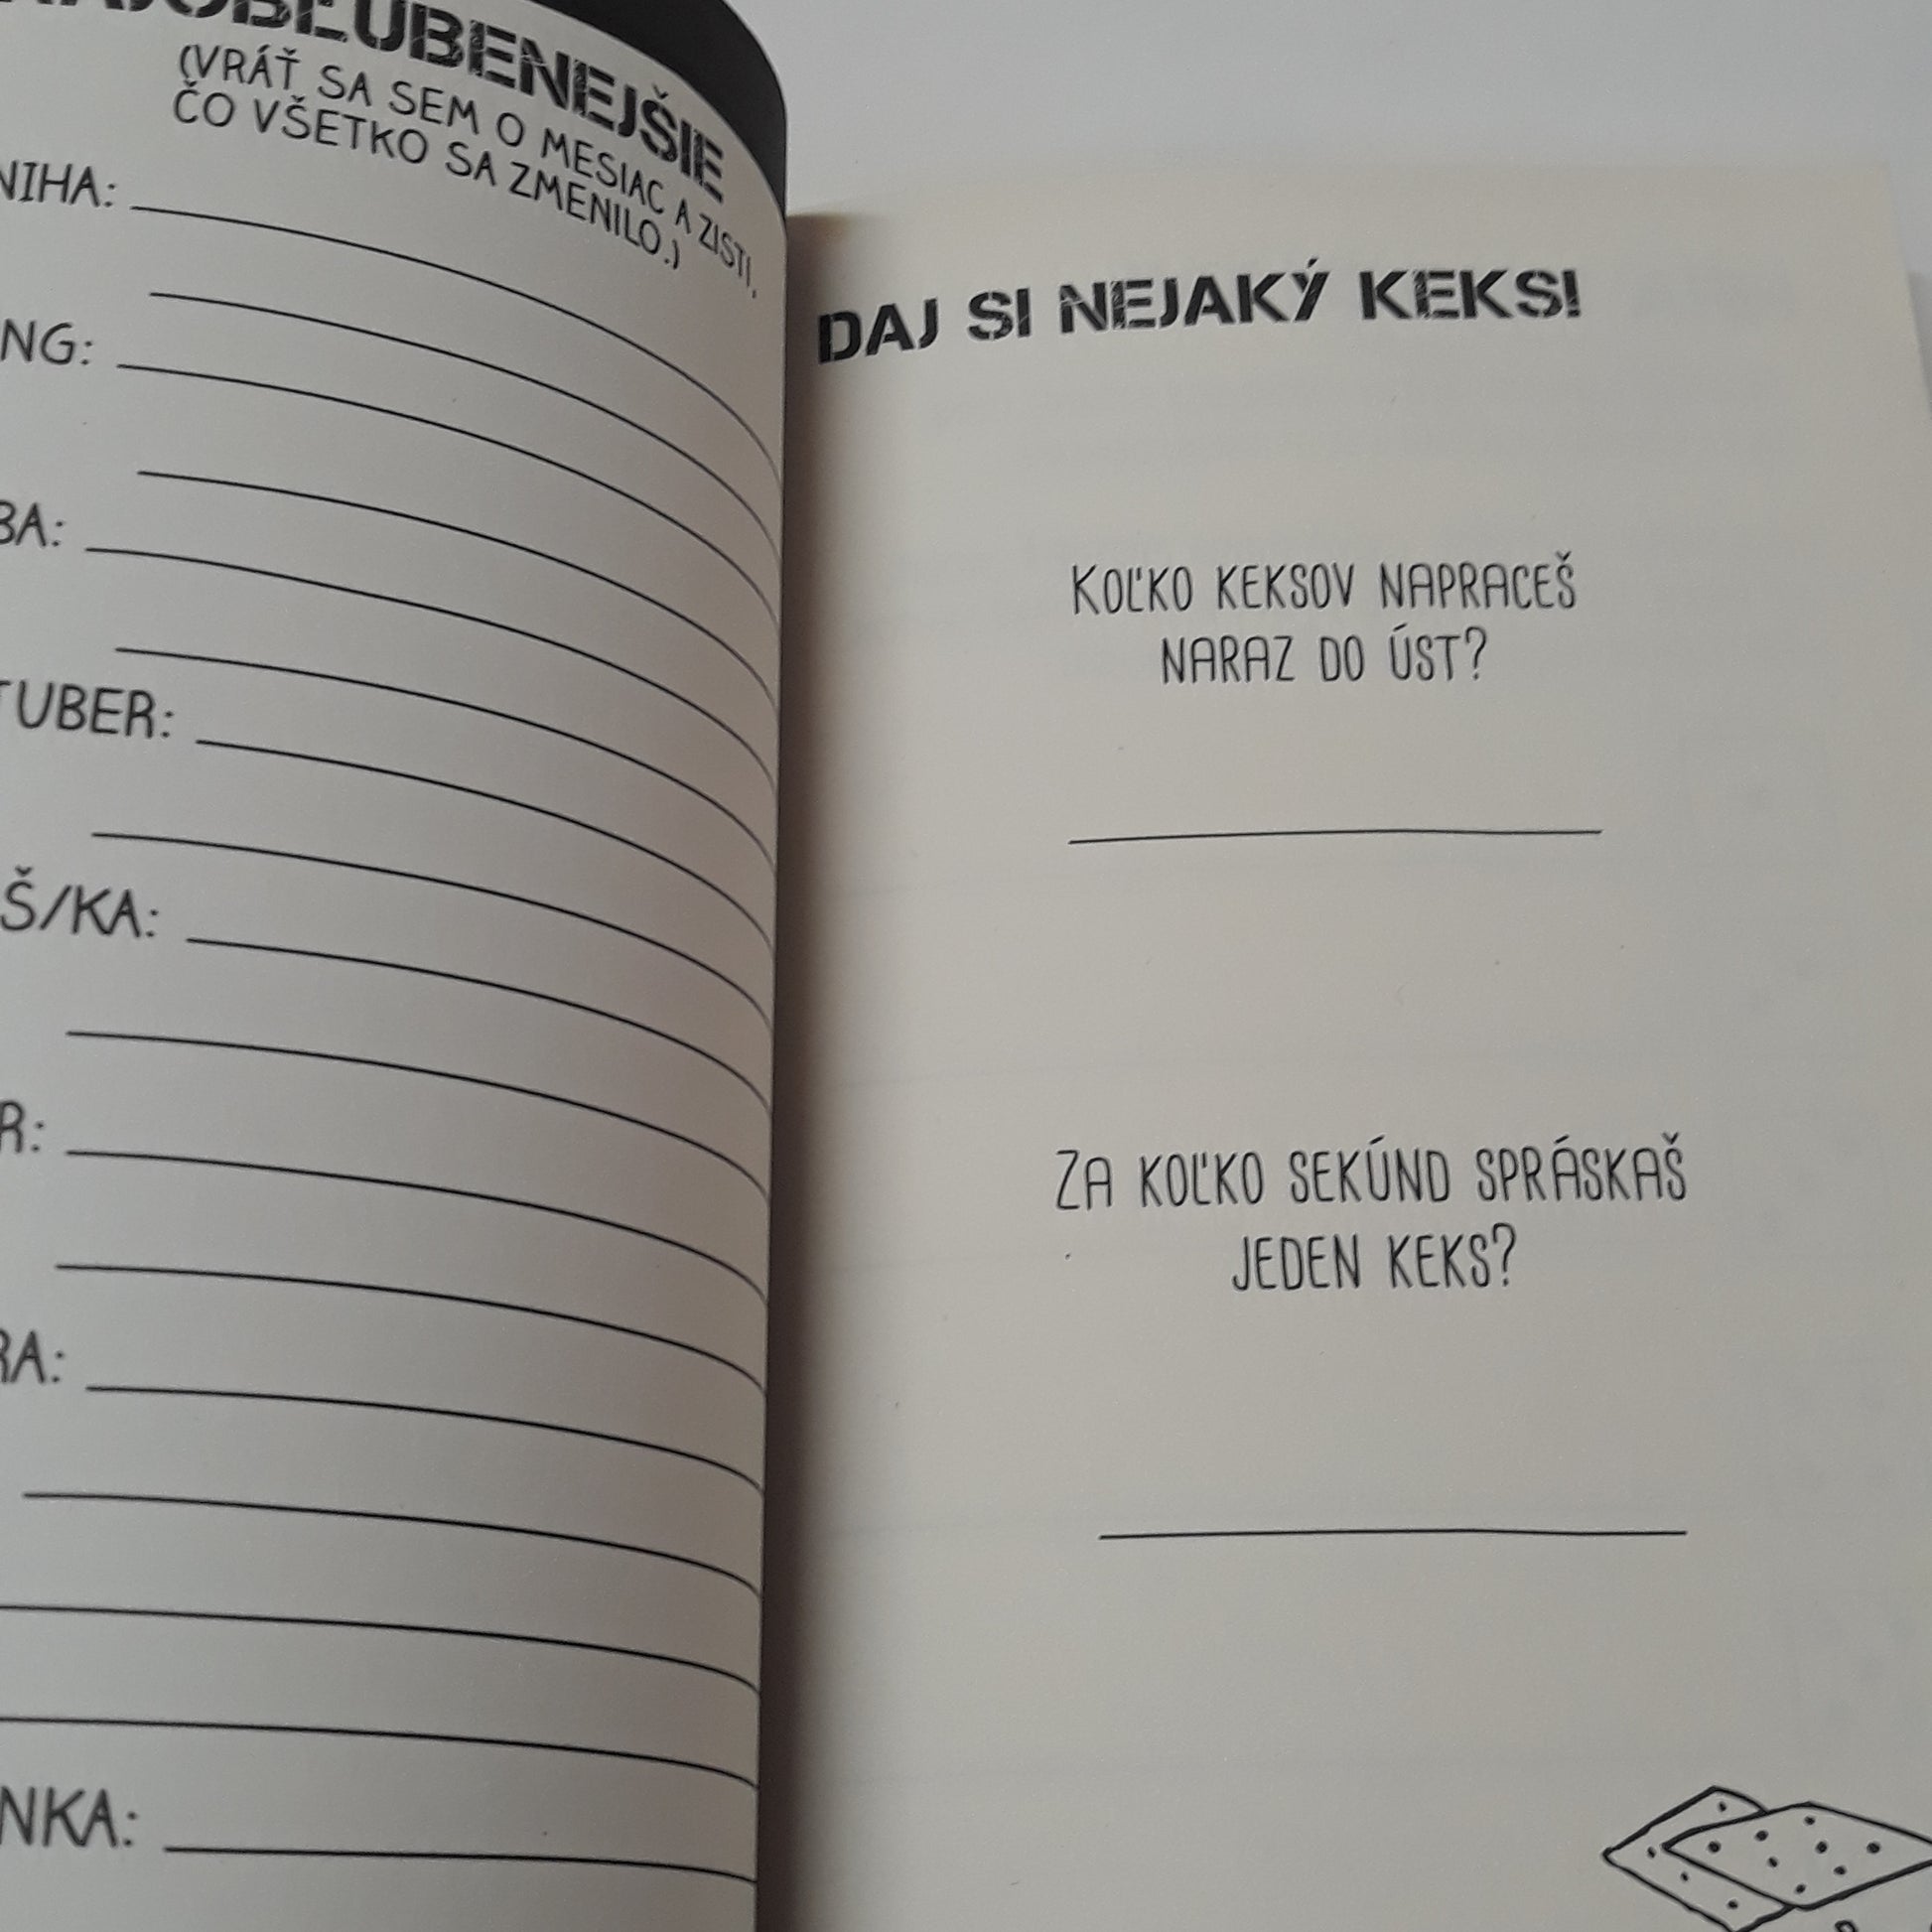 NAJOBĽÚBENEJŠIE
(VRÁŤ SA SEM O MESIAC A ZISTI,
ČO VŠETKO SA ZMENILO.)
NIHA:
NG:
BA:
TUBER:
Š/KA:
R:
RA:
NKA:
DAJ SI NEJAKÝ KEKS!
KOĽKO KEKSOV NAPRACEŠ
NARAZ DO ÚST?
ZA KOĽKO SEKÚND SPRÁSKAŠ
JEDEN KEKS?